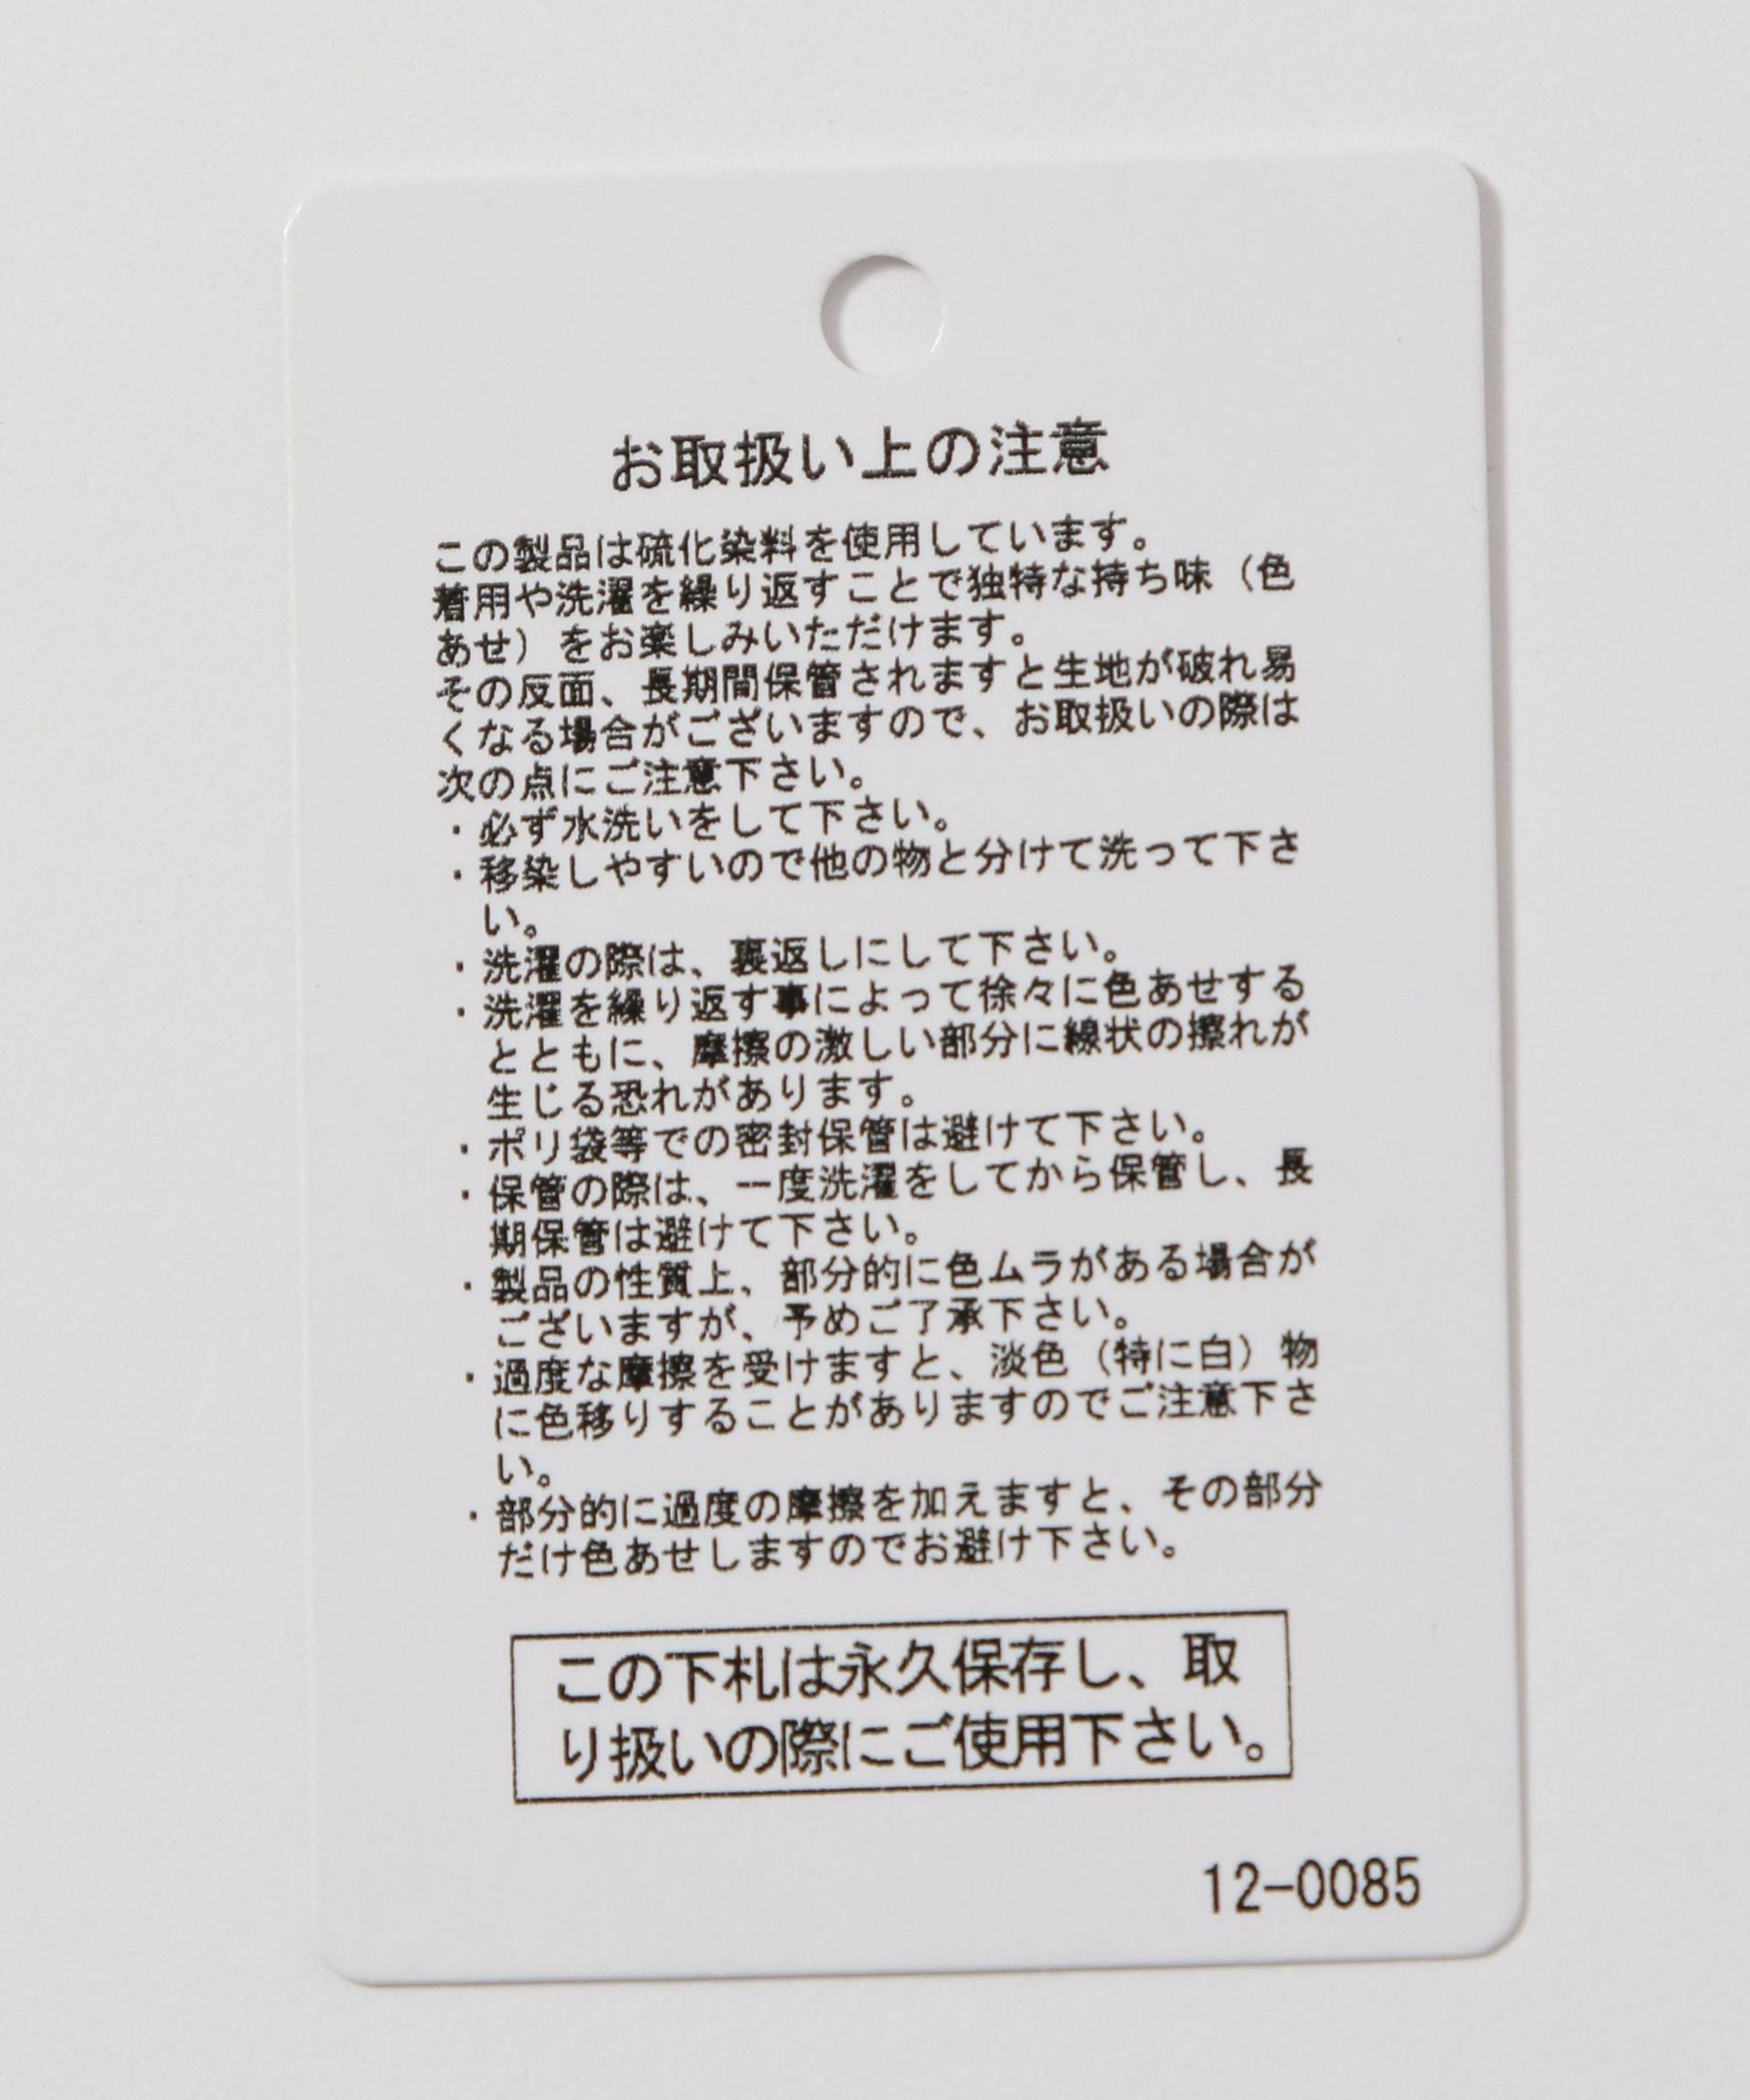 お取扱い上の注意
この製品は硫化染料を使用しています。
着用や洗濯を繰り返すことで独特な持ち味（色
あせ）をお楽しみいただけます。
その反面、長期間保管されますと生地が破れ易
くなる場合がございますので、お取扱いの際は
次の点にご注意下さい。
・必ず水洗いをして下さい。
・移染しやすいので他の物と分けて洗って下さ
い。
・洗濯の際は、裏返しにして下さい。
・洗濯を繰り返す事によって徐々に色あせする
とともに、摩擦の激しい部分に線状の擦れが
生じる恐れがあります。
・ポリ袋等での密封保管は避けて下さい。
・保管の際は、一度洗濯をしてから保管し、長
期保管は避けて下さい。
・製品の性質上、部分的に色ムラがある場合が
ございますが、予めご了承下さい。
・過度な摩擦を受けますと、淡色（特に白）物
に色移りすることがありますのでご注意下さ
い。
・部分的に過度の摩擦を加えますと、その部分
だけ色あせしますのでお避け下さい。
この下札は永久保存し、取
り扱いの際にご使用下さい。
12-0085